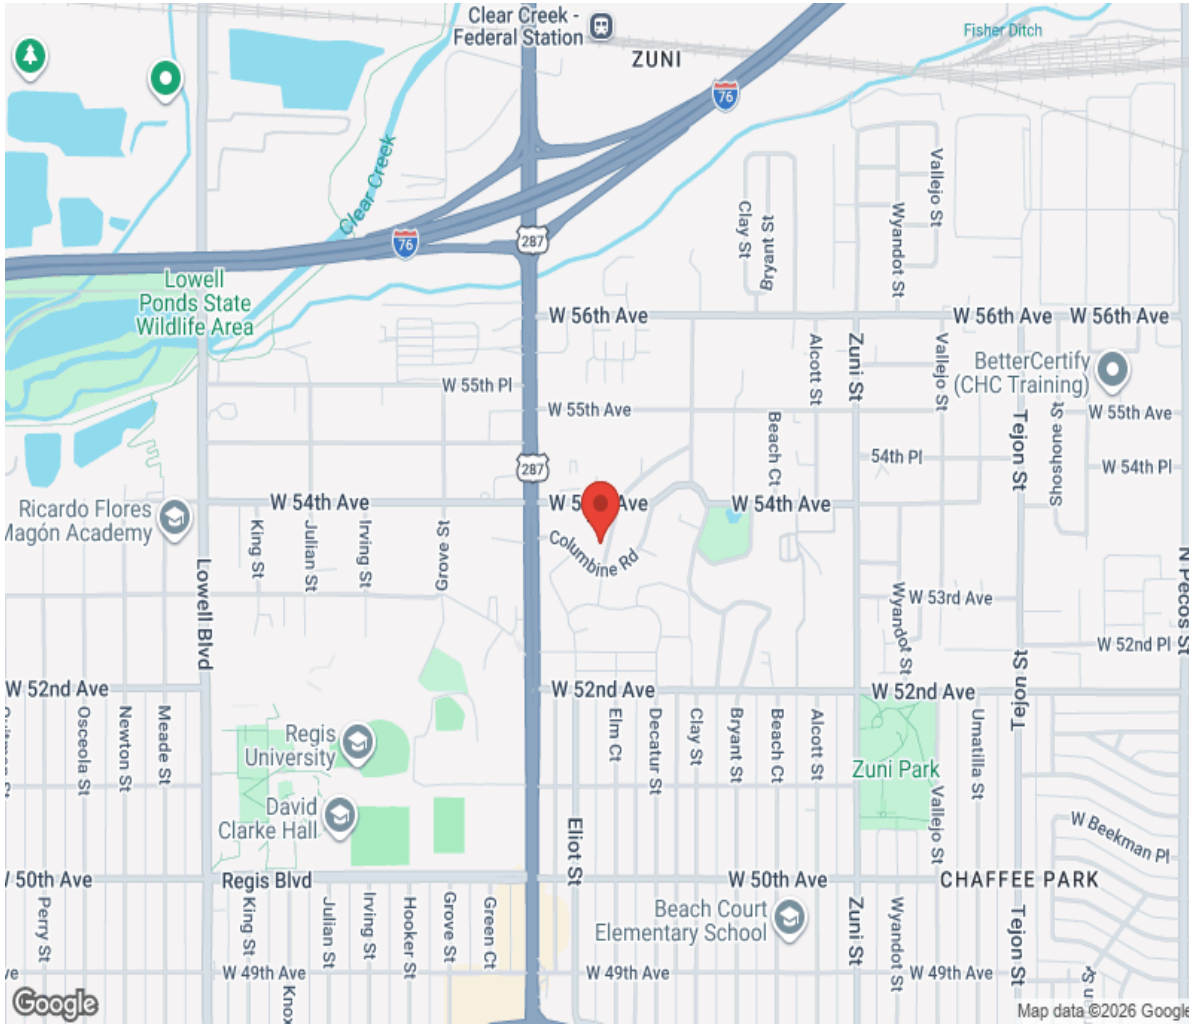 Clear Creek -
Federal Station
ZUNI
Fisher Ditch
76
Clear Creek
Vallejo St
Clay St
Bryant St
Wyandot St
76
287
Lowell
Ponds State
Wildlife Area
W 56th Ave
W 56th Ave
W 56th Ave
Alcott St
Zuni St
Vallejo St
BetterCertify
(CHC Training)
W 55th Pl
W 55th Ave
W 55th Ave
Beach Ct
Tejon St
Shoshone St
54th Pl
W 54th Pl
287
W 54th Ave
W 5
Ave
W 54th Ave
Ricardo Flores
Magón Academy
King St
Julian St
Irving St
Grove St
Columbine Rd
Lowell Blvd
N Pecos St
Wyandot St
W 53rd Ave
W 52nd Pl
W 52nd Ave
W 52nd Ave
W 52nd Ave
Tejon St
Osceola St
Newton St
Meade St
Elm Ct
Decatur St
Clay St
Bryant St
Beach Ct
Alcott St
Umatilla St
Regis
University
Zuni Park
David
Clarke Hall
Eliot St
Vallejo St
W Beekman Pl
W 50th Ave
Regis Blvd
W 50th Ave
CHAFFEE PARK
Perry St
King St
Julian St
Irving St
Hooker St
Grove St
Green Ct
Beach Court
Elementary School
Zuni St
Wyandot St
Tejon St
W 49th Ave
W 49th Ave
W 49th Ave
Knox
Google
Map data ©2026 Google